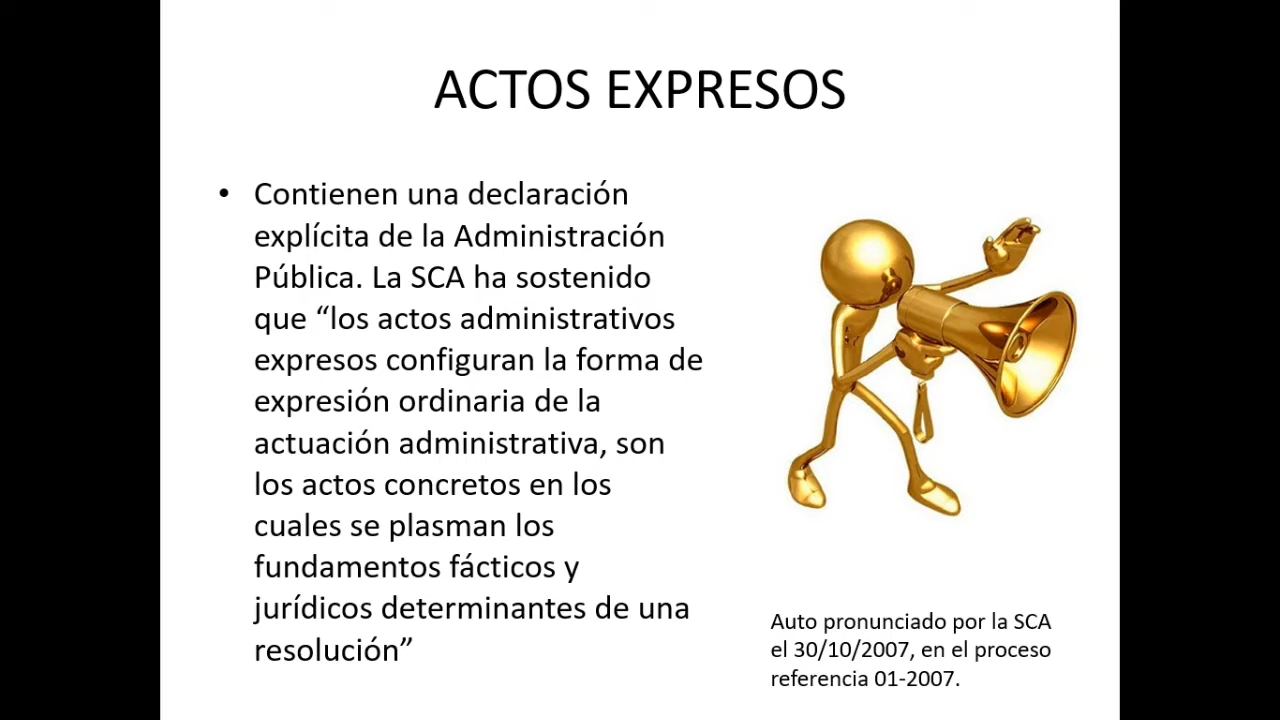 ACTOS EXPRESOS
• Contienen una declaración
explícita de la Administración
Pública. La SCA ha sostenido
que “los actos administrativos
expresos configuran la forma de
expresión ordinaria de la
actuación administrativa, son
los actos concretos en los
cuales se plasman los
fundamentos fácticos y
jurídicos determinantes de una
resolución”
Auto pronunciado por la SCA
el 30/10/2007, en el proceso
referencia 01-2007.